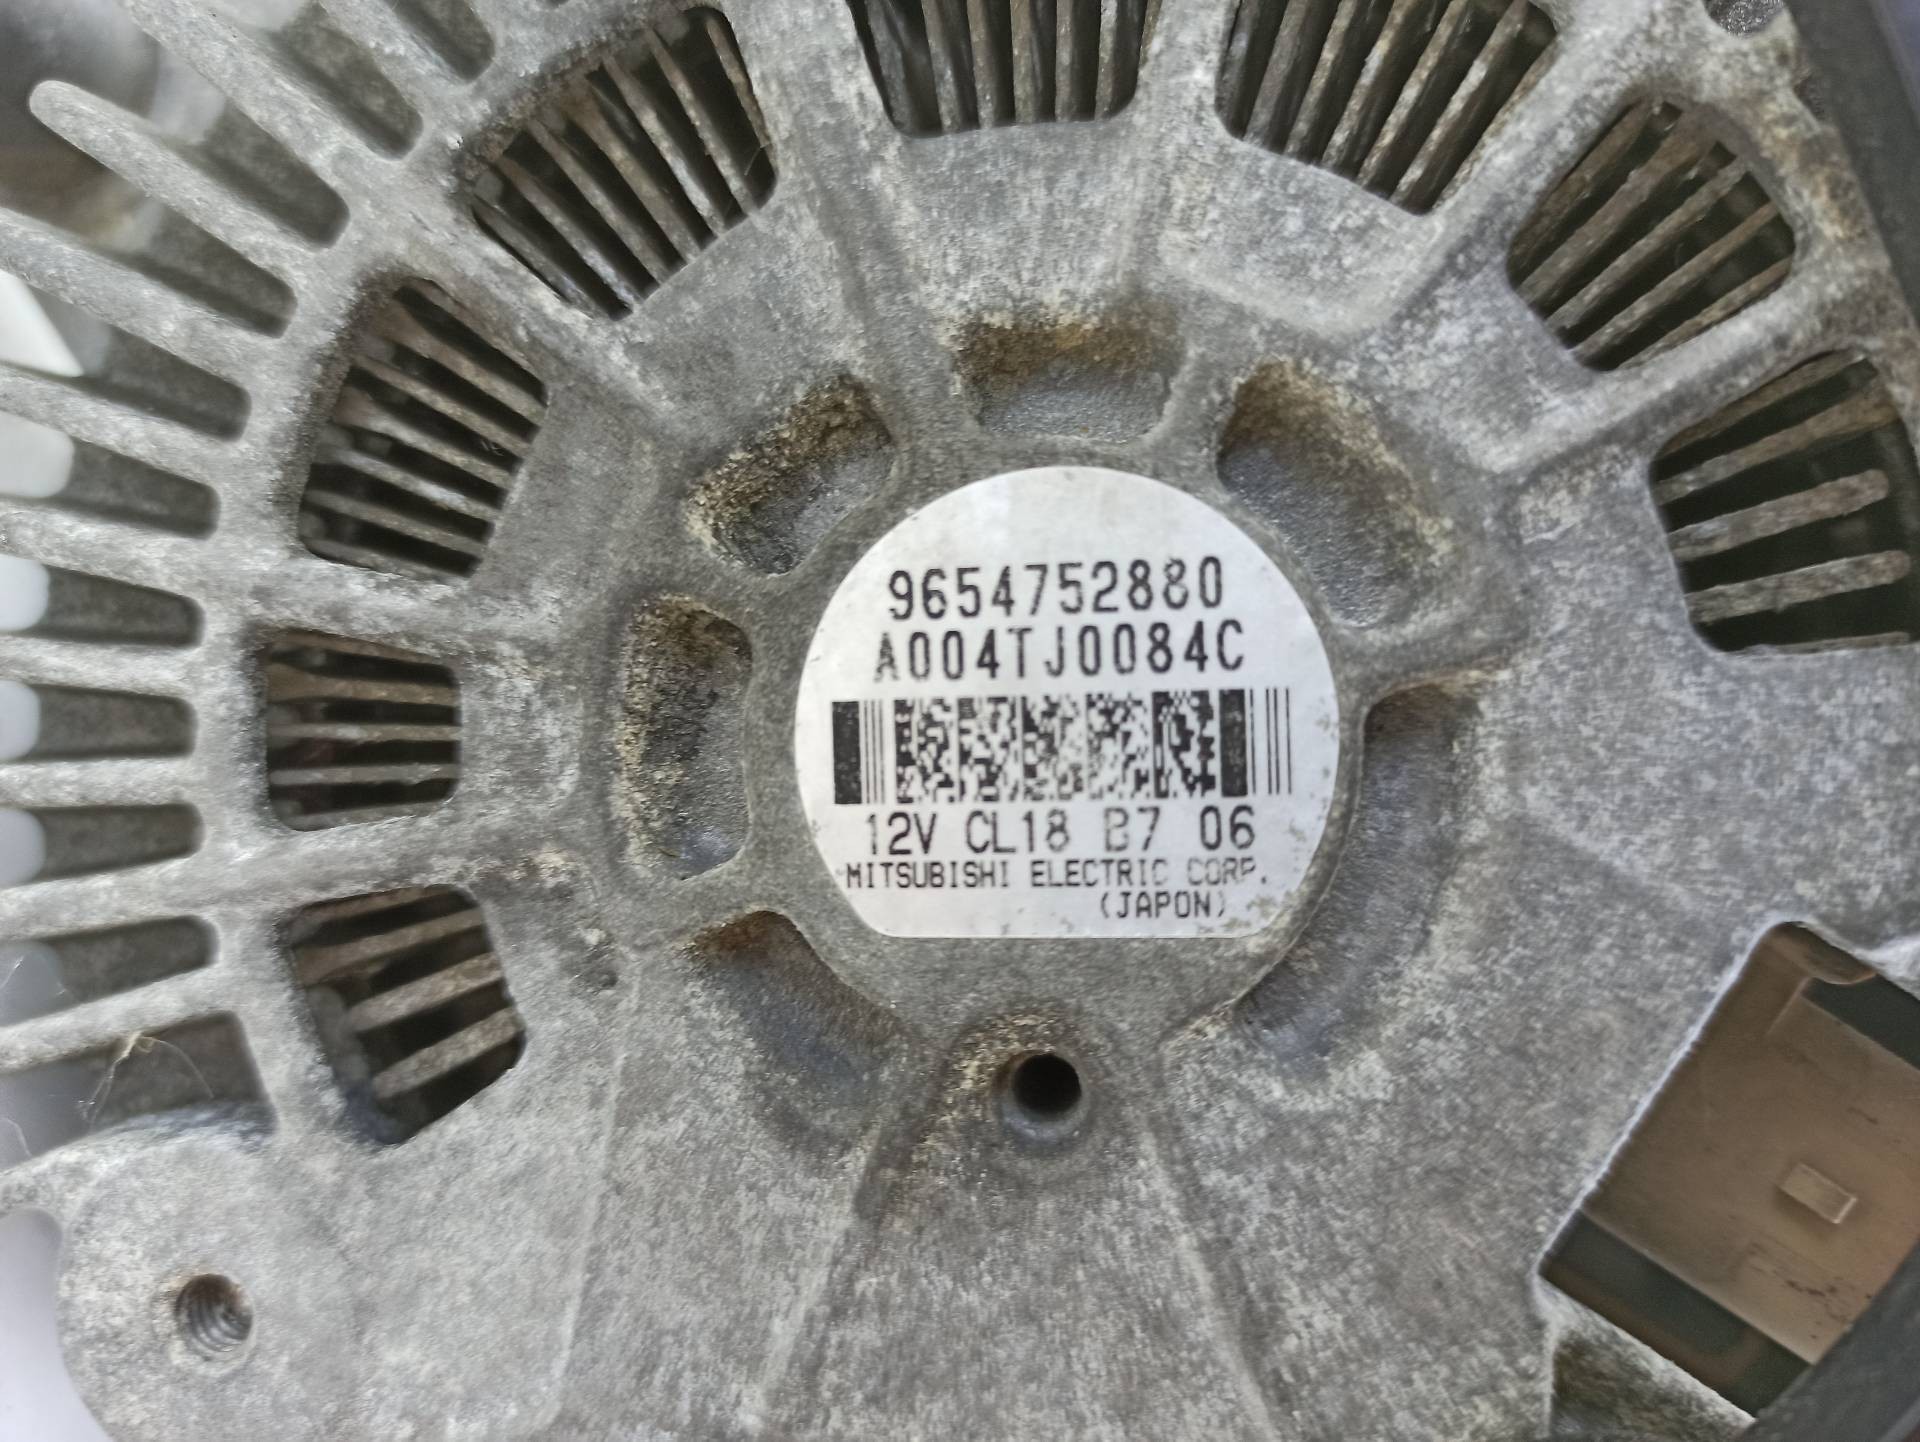 9654752880
A004TJ0084C
12V CL18 B7 06
MITSUBISHI ELECTRIC CORP.
(JAPON)